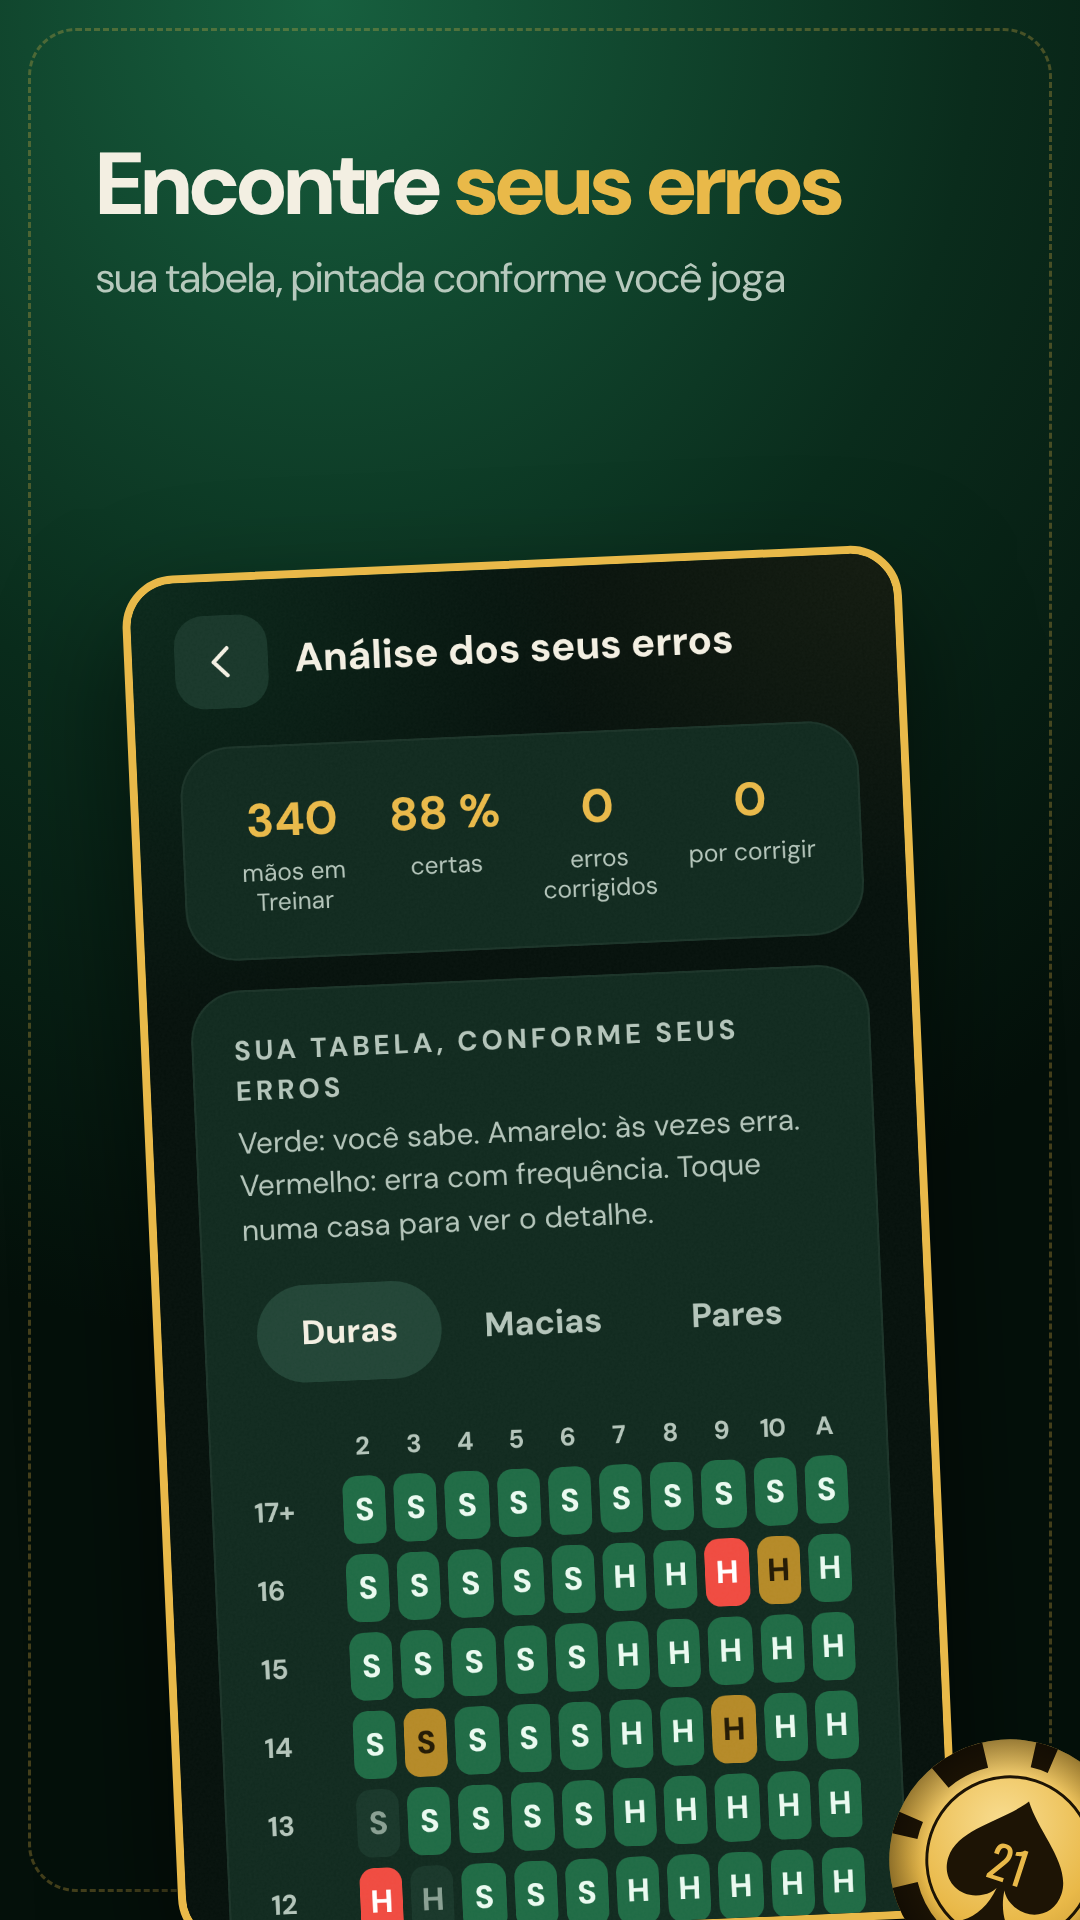 Encontre seus erros
sua tabela, pintada conforme você joga
Análise dos seus erros
340 88 % 0 0
mãos em Treinar certas erros corrigidos por corrigir
SUA TABELA, CONFORME SEUS
ERROS
Verde: você sabe. Amarelo: às vezes erra.
Vermelho: erra com frequência. Toque
numa casa para ver o detalhe.
Duras Macias Pares
2 3 4 5 6 7 8 9 10 A
17+ S S S S S S S S S S
16 S S S S S H H H H H
15 S S S S S H H H H H
14 S S S S S H H H H H
13 S S S S S H H H H H
12 H H S S S H H H H H
21